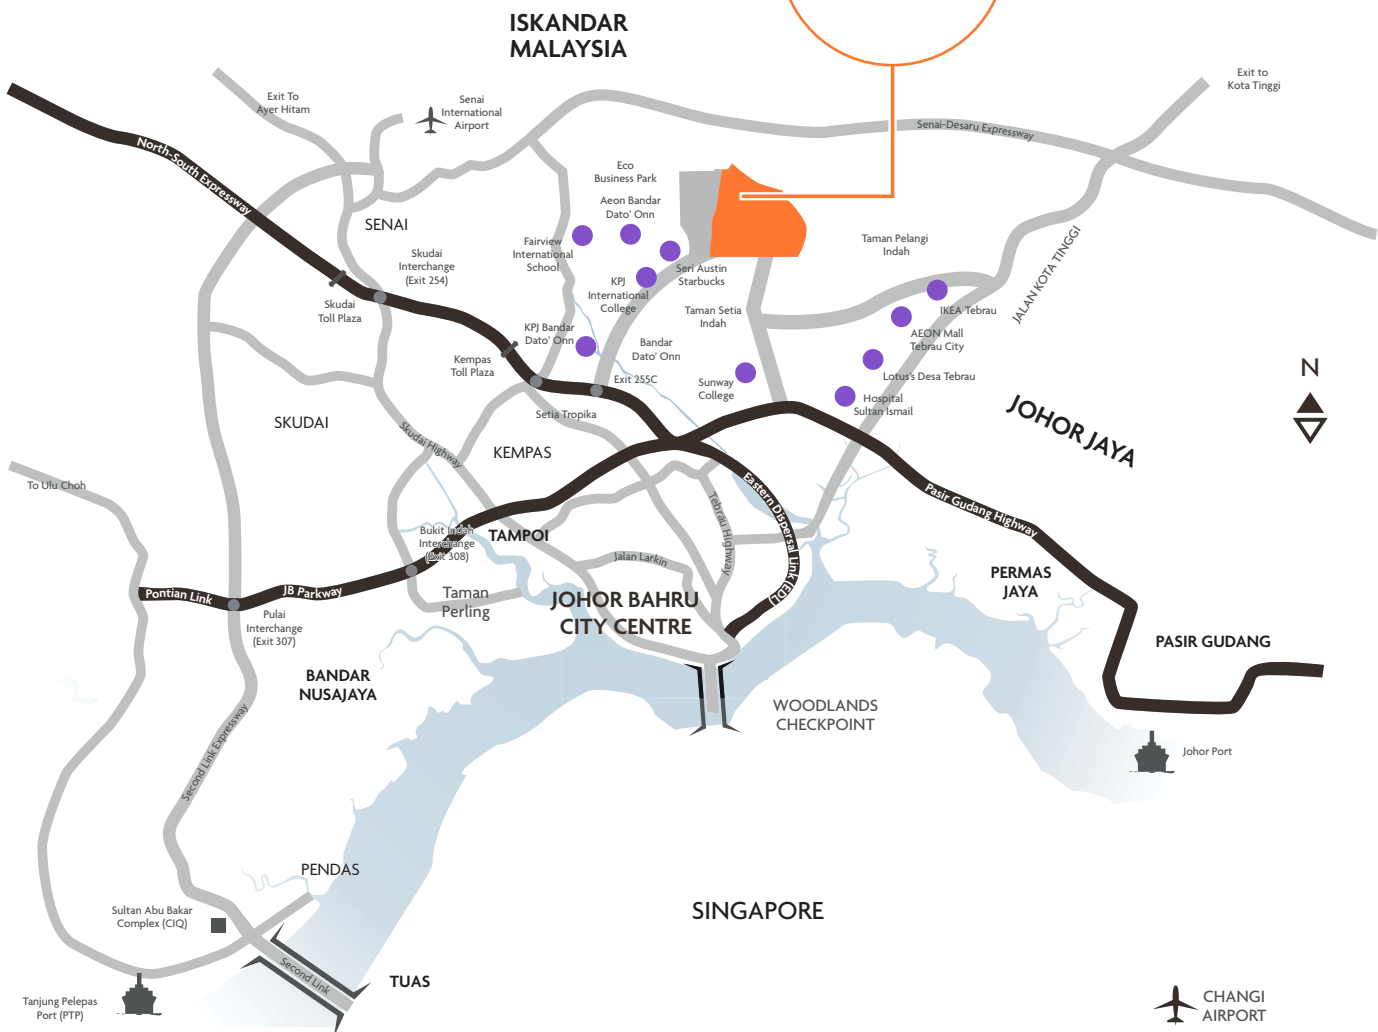 ISKANDAR
MALAYSIA
Exit to
Kota Tinggi
Exit To
Ayer Hitam
Senai
International
Airport
Senai-Desaru Expressway
North-South Expressway
Eco
Business Park
Aeon Bandar
Dato' Onn
SENAI
Fairview
International
School
Taman Pelangi
Indah
JALAN KOTA TINGGI
Skudai
Interchange
(Exit 254)
Seri Austin
Starbucks
KPJ
International
College
Skudai
Toll Plaza
IKEA Tebrau
Taman Setia
Indah
KPJ Bandar
Dato' Onn
AEON Mall
Tebrau City
Bandar
Dato' Onn
Kempas
Toll Plaza
Exit 255C
Lotus's Desa Tebrau
Sunway
College
N
Hospital
Sultan Ismail
Setia Tropika
JOHOR JAYA
SKUDAI
Skudai Highway
KEMPAS
To Ulu Choh
Eastern Dispersal Link (EDL)
Pasir Gudang Highway
Tebrau Highway
Bukit Indah
Interchange
(Exit 308)
TAMPOI
Jalan Larkin
PERMAS
JAYA
Pontian Link
JB Parkway
Taman
Perling
JOHOR BAHRU
CITY CENTRE
Pulai
Interchange
(Exit 307)
PASIR GUDANG
BANDAR
NUSAJAYA
WOODLANDS
CHECKPOINT
Second Link Expressway
Johor Port
PENDAS
Sultan Abu Bakar
Complex (CIQ)
SINGAPORE
Second Link
TUAS
Tanjung Pelepas
Port (PTP)
CHANGI
AIRPORT